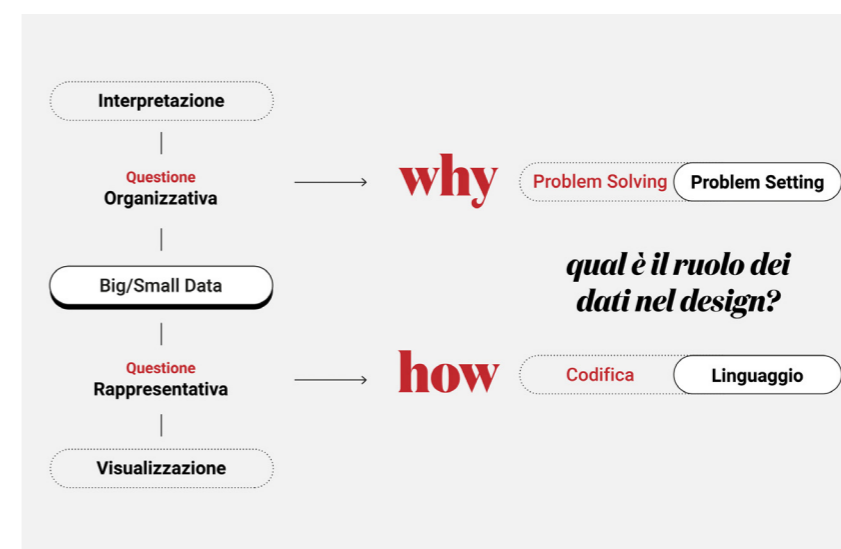 Interpretazione
Questione
Organizzativa
why
Problem Solving
Problem Setting
Big/Small Data
qual è il ruolo dei
dati nel design?
Questione
Rappresentativa
how
Codifica
Linguaggio
Visualizzazione